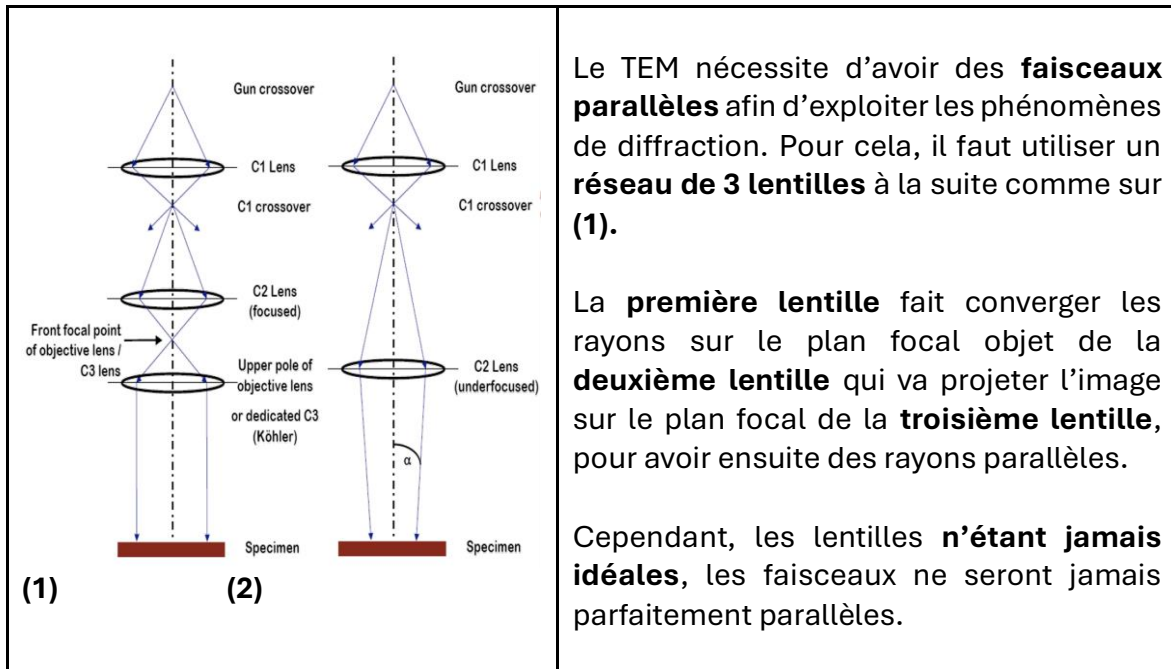 Gun crossover
C1 Lens
C1 crossover
C2 Lens
(focused)
Front focal point
of objective lens /
C3 lens
Upper pole of
objective lens
or dedicated C3
(Köhler)
Specimen
(1)
Gun crossover
C1 Lens
C1 crossover
C2 Lens
(underfocused)
α
Specimen
(2)
Le TEM nécessite d’avoir des faisceaux
parallèles afin d’exploiter les phénomènes
de diffraction. Pour cela, il faut utiliser un
réseau de 3 lentilles à la suite comme sur
(1).
La première lentille fait converger les
rayons sur le plan focal objet de la
deuxième lentille qui va projeter l’image
sur le plan focal de la troisième lentille,
pour avoir ensuite des rayons parallèles.
Cependant, les lentilles n’étant jamais
idéales, les faisceaux ne seront jamais
parfaitement parallèles.